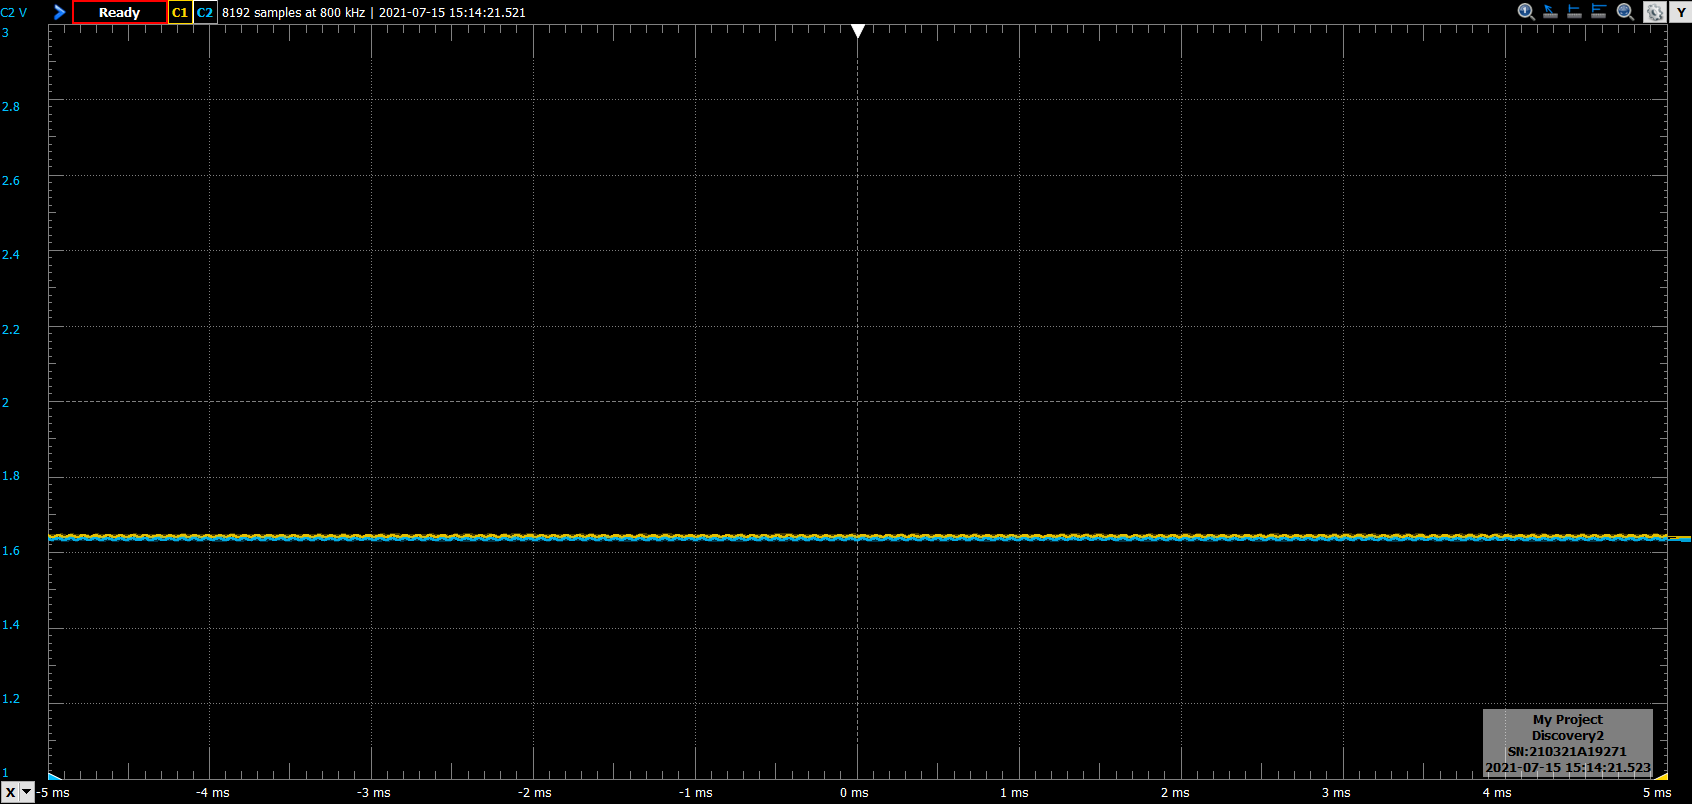 C2 V Ready C1 C2 8192 samples at 800 kHz | 2021-07-15 15:14:21.521 Y
3
2.8
2.6
2.4
2.2
2
1.8
1.6
1.4
1.2
1
My Project
Discovery2
SN:210321A19271
2021-07-15 15:14:21.523
X -5 ms -4 ms -3 ms -2 ms -1 ms 0 ms 1 ms 2 ms 3 ms 4 ms 5 ms